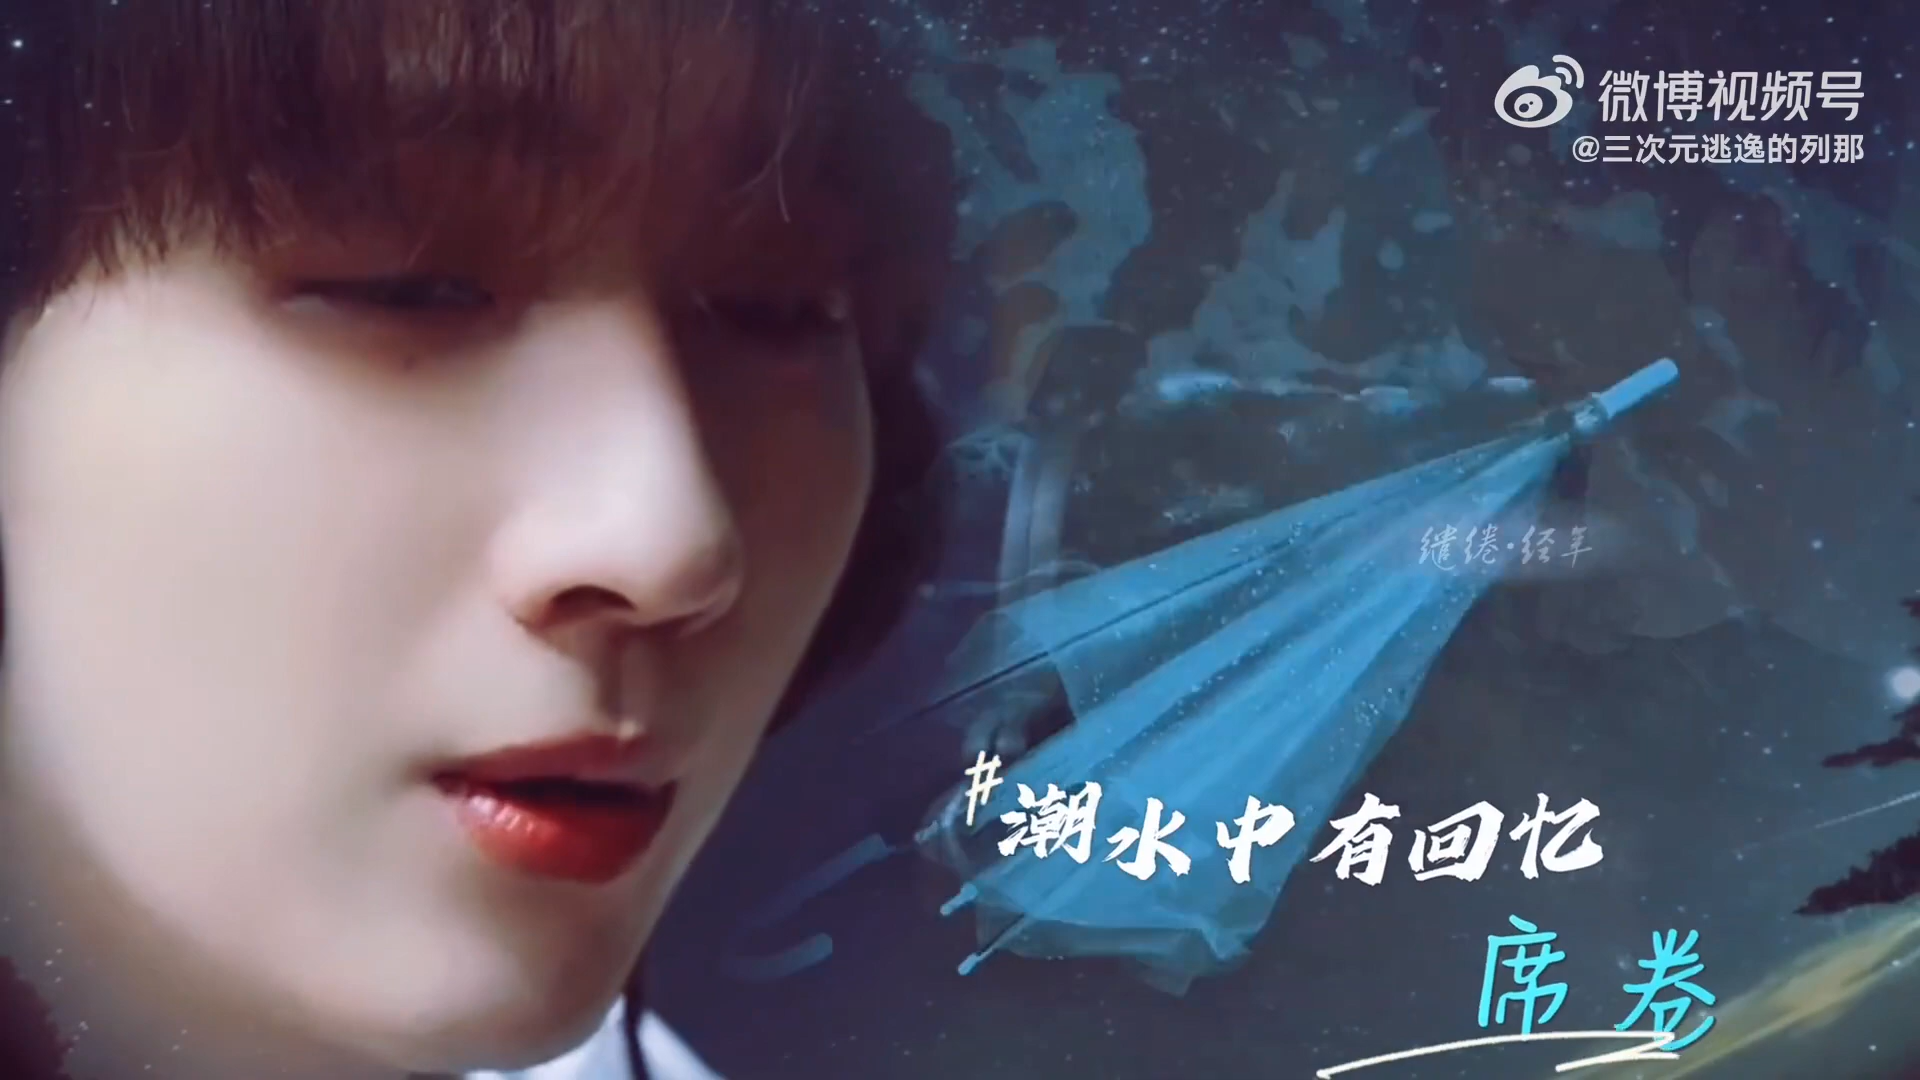 微博视频号
@三次元逃逸的列那
缱绻·经年
#潮水中有回忆
席卷